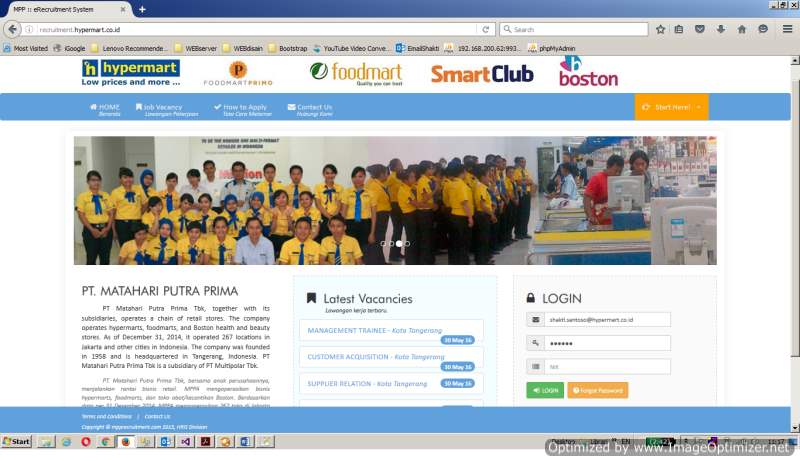 MPP :: eRecruitment System
erecruitment.hypermart.co.id
Search
Most Visited
iGoogle
Lenovo Recommende...
WEBserver
WEBdisain
Bootstrap
YouTube Video Conve...
EmailShakti
192.168.200.62:993...
phpMyAdmin
hypermart
Low prices and more ...
FOODMARTPRIMO
foodmart
Quality you can trust
SmartClub
boston
HOME
Beranda
Job Vacancy
Lowongan Pekerjaan
How to Apply
Tata Cara Melamar
Contact Us
Hubungi Kami
Start Here!
PT. MATAHARI PUTRA PRIMA
PT Matahari Putra Prima Tbk, together with its
subsidiaries, operates a chain of retail stores. The company
operates hypermarts, foodmarts, and Boston health and beauty
stores. As of December 31, 2014, it operated 267 locations in
Jakarta and other cities in Indonesia. The company was founded
in 1958 and is headquartered in Tangerang, Indonesia. PT
Matahari Putra Prima Tbk is a subsidiary of PT Multipolar Tbk.
PT Matahari Putra Prima Tbk, bersama anak perusahaannya,
menjalankan rantai bisnis retail. MPPA mengoperasikan bisnis
hypermarts, foodmarts, dan toko obat/kecantikan Boston. Berdasarkan
data per 31 Desember 2014, MPPA mengoperasikan 267 toko di Jakarta
Latest Vacancies
Lowongan kerja terbaru.
MANAGEMENT TRAINEE - Kota Tangerang
30 May 16
CUSTOMER ACQUISITION - Kota Tangerang
30 May 16
SUPPLIER RELATION - Kota Tangerang
30 May 16
LOGIN
shakti.santoso@hypermart.co.id
••••••
LOGIN
Forgot Password
Terms and Conditions | Contact Us
Copyright © mpprecruitment.com 2015, HRIS Division
Start
Desktop
Librari
EN
11:17
Optimized by www.ImageOptimizer.net